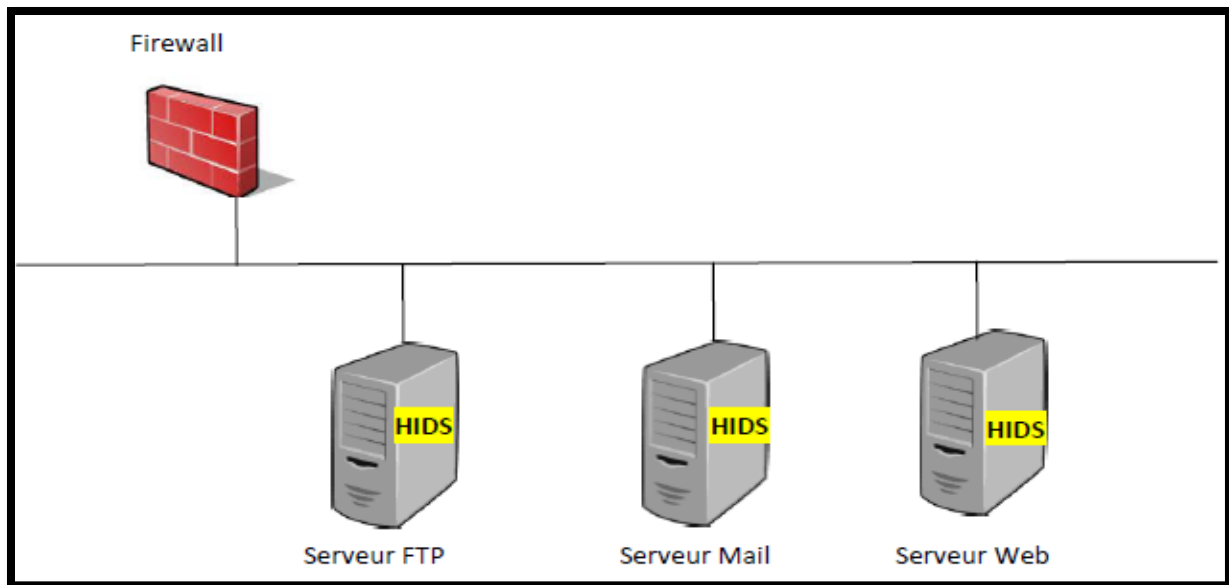 Firewall
HIDS
HIDS
HIDS
Serveur FTP
Serveur Mail
Serveur Web